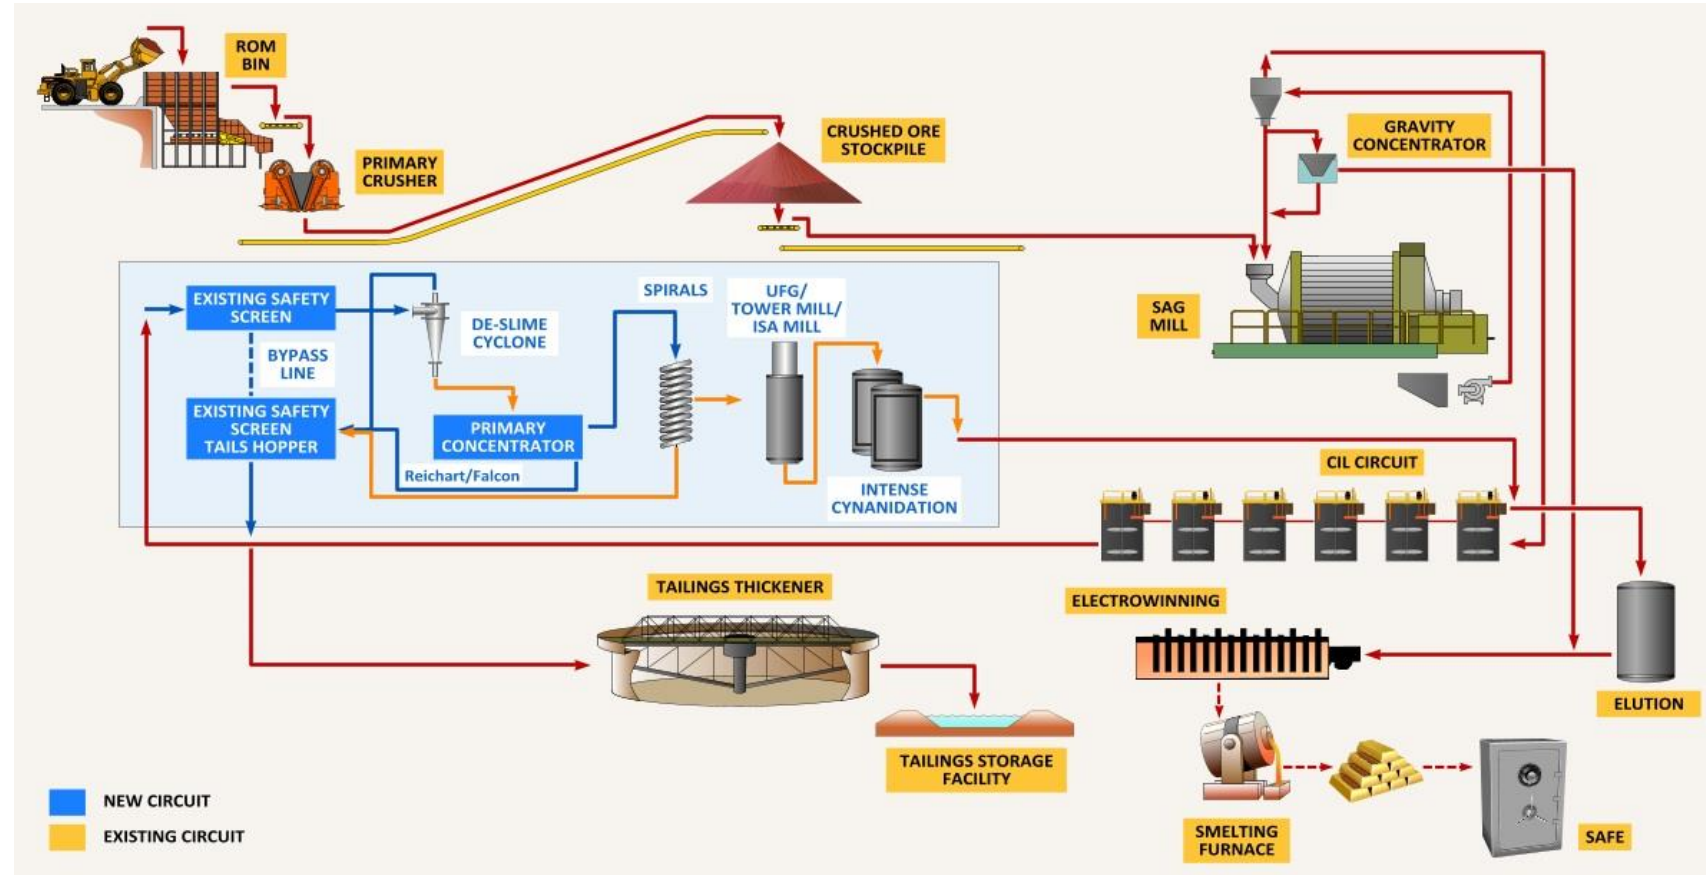 ROM
BIN
PRIMARY
CRUSHER
CRUSHED ORE
STOCKPILE
GRAVITY
CONCENTRATOR
SAG
MILL
EXISTING SAFETY
SCREEN
BYPASS
LINE
EXISTING SAFETY
SCREEN
TAILS HOPPER
DE-SLIME
CYCLONE
PRIMARY
CONCENTRATOR
Reichart/Falcon
SPIRALS
UFG/
TOWER MILL/
ISA MILL
INTENSE
CYNANIDATION
CIL CIRCUIT
TAILINGS THICKENER
ELECTROWINNING
ELUTION
TAILINGS STORAGE
FACILITY
SMELTING
FURNACE
SAFE
NEW CIRCUIT
EXISTING CIRCUIT